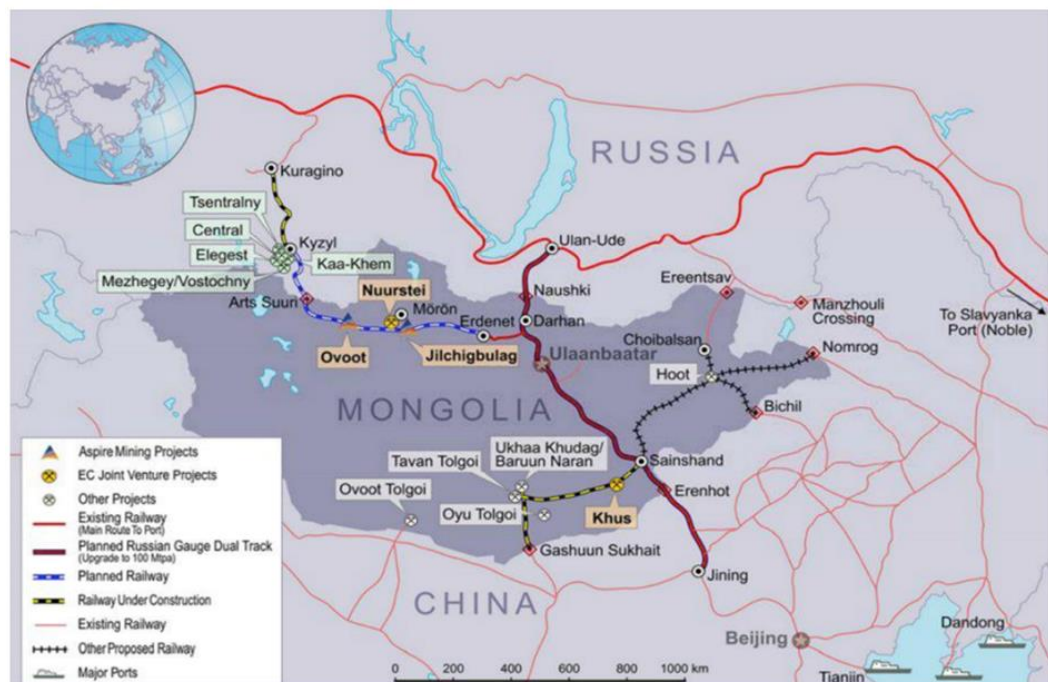 RUSSIA
Kuragino
Tsentralny
Central
Kyzyl
Elegest
Kaa-Khem
Mezhegey/Vostochny
Ulan-Ude
Ereentsav
Nuurstei
Naushki
Arts Suuri
Mörön
Manzhouli
Crossing
To Slavyanka
Port (Noble)
Erdenet
Darhan
Choibalsan
Nomrog
Ovoot
Jilchigbulag
Ulaanbaatar
Hoot
MONGOLIA
Bichil
Ukhaa Khudag/
Baruun Naran
Tavan Tolgoi
Sainshand
Ovoot Tolgoi
Erenhot
Oyu Tolgoi
Khus
Gashuun Sukhait
Jining
CHINA
Beijing
Dandong
Tianjin
Aspire Mining Projects
EC Joint Venture Projects
Other Projects
Existing Railway
(Main Route To Port)
Planned Russian Gauge Dual Track
(Upgrade to 100 Mtpa)
Planned Railway
Railway Under Construction
Existing Railway
Other Proposed Railway
Major Ports
0 200 400 600 800 1000 km